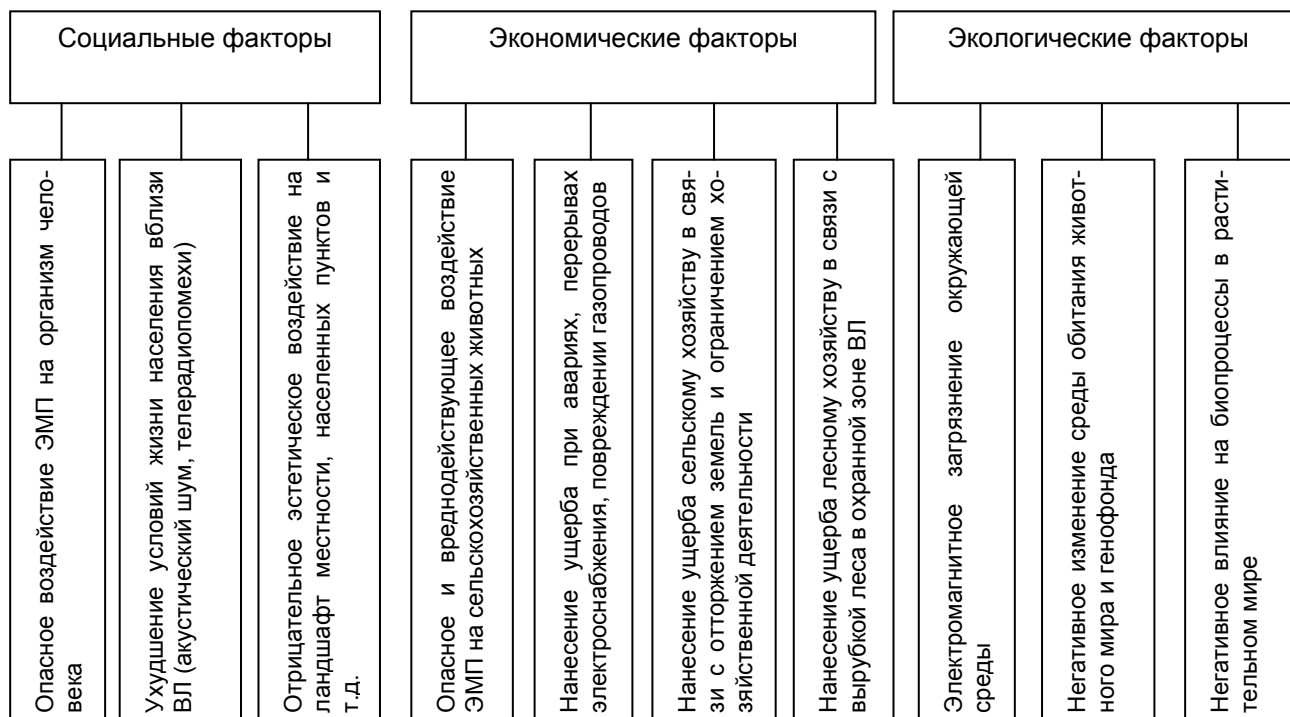 Социальные факторы
Экономические факторы
Экологические факторы
Опасное воздействие ЭМП на организм чело-
века
Ухудшение условий жизни населения вблизи
ВЛ (акустический шум, телерадиопомехи)
Отрицательное эстетическое воздействие на
ландшафт местности, населенных пунктов и
т.д.
Опасное и вреднодействующее воздействие
ЭМП на сельскохозяйственных животных
Нанесение ущерба при авариях, перерывах
электроснабжения, повреждении газопроводов
Нанесение ущерба сельскому хозяйству в свя-
зи с отторжением земель и ограничением хо-
зяйственной деятельности
Нанесение ущерба лесному хозяйству в связи с
вырубкой леса в охранной зоне ВЛ
Электромагнитное загрязнение окружающей
среды
Негативное изменение среды обитания живот-
ного мира и генофонда
Негативное влияние на биопроцессы в расти-
тельном мире